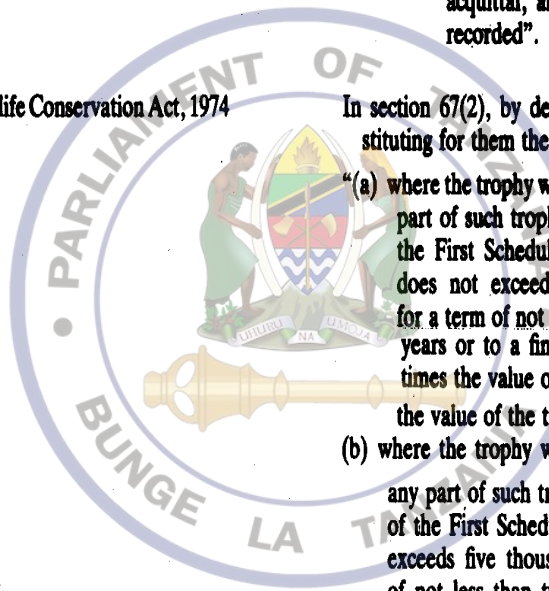 acquittal, a
recorded".
life Conservation Act, 1974
In section 67(2), by de
stituting for them the
"(a) where the trophy w
part of such troph
the First Schedul
does not exceed
for a term of not
years or to a fin
times the value o
the value of the t
(b) where the trophy w
any part of such tr
of the First Sched
exceeds five thous
of not less than t
PARLIAMENT OF TANZANIA
UHURU NA UMOJA
BUNGE LA TANZANIA